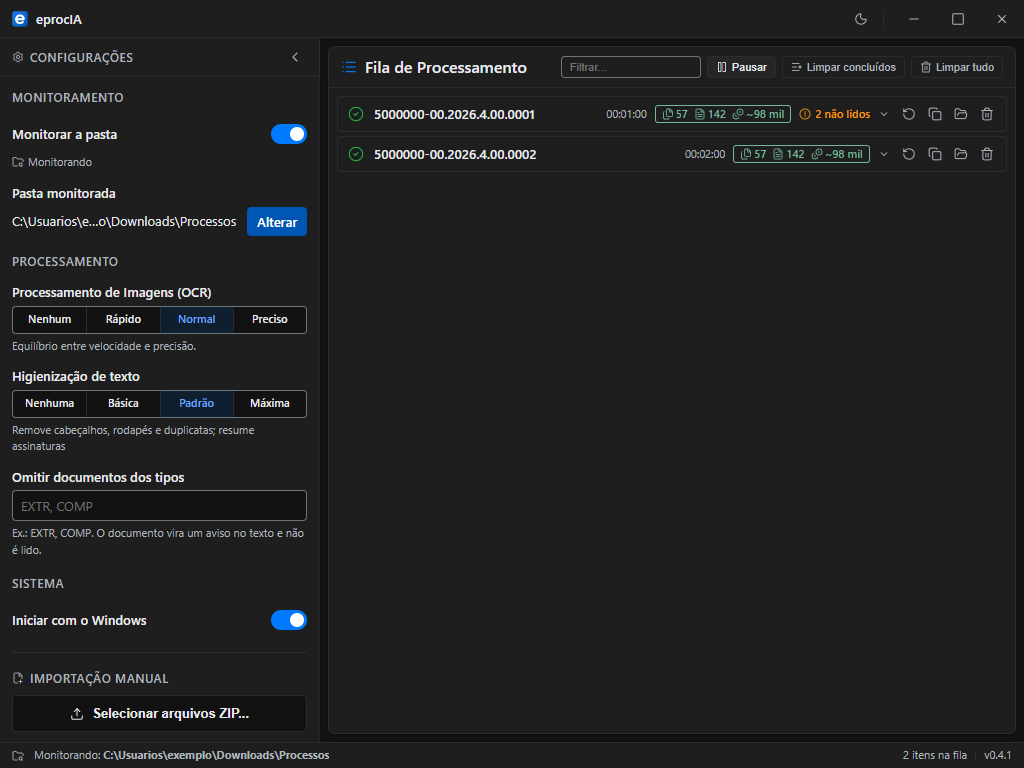 eprocIA
CONFIGURAÇÕES
MONITORAMENTO
Monitorar a pasta
Monitorando
Pasta monitorada
C:\Usuarios\e...o\Downloads\Processos
Alterar
PROCESSAMENTO
Processamento de Imagens (OCR)
Nenhum Rápido Normal Preciso
Equilíbrio entre velocidade e precisão.
Higienização de texto
Nenhuma Básica Padrão Máxima
Remove cabeçalhos, rodapés e duplicatas; resume
assinaturas
Omitir documentos dos tipos
EXTR, COMP
Ex.: EXTR, COMP. O documento vira um aviso no texto e não
é lido.
SISTEMA
Iniciar com o Windows
IMPORTAÇÃO MANUAL
Selecionar arquivos ZIP...
Fila de Processamento Filtrar... Pausar Limpar concluídos Limpar tudo
5000000-00.2026.4.00.0001 00:01:00 57 142 ~98 mil 2 não lidos
5000000-00.2026.4.00.0002 00:02:00 57 142 ~98 mil
Monitorando: C:\Usuarios\exemplo\Downloads\Processos 2 itens na fila v0.4.1